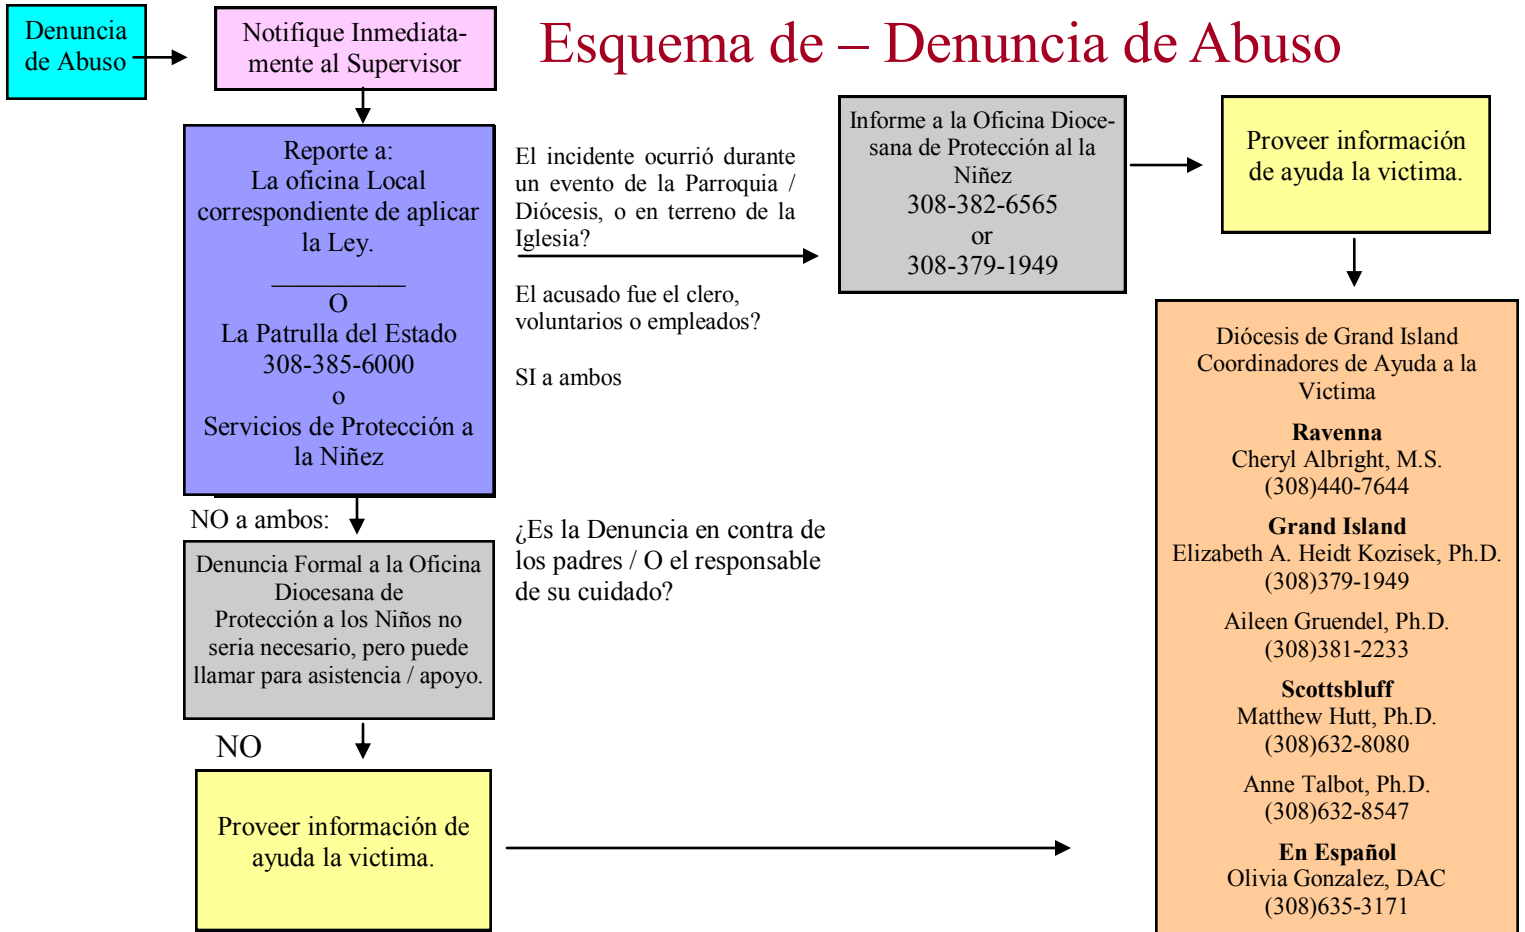 Esquema de – Denuncia de Abuso
Denuncia
de Abuso
Notifique Inmediata-
mente al Supervisor
Reporte a:
La oficina Local
correspondiente de aplicar
la Ley.
__________
O
La Patrulla del Estado
308-385-6000
o
Servicios de Protección a
la Niñez
El incidente ocurrió durante
un evento de la Parroquia /
Diócesis, o en terreno de la
Iglesia?
El acusado fue el clero,
voluntarios o empleados?
SI a ambos
Informe a la Oficina Dioce-
sana de Protección al la
Niñez
308-382-6565
or
308-379-1949
Proveer información
de ayuda la victima.
NO a ambos:
Denuncia Formal a la Oficina
Diocesana de
Protección a los Niños no
seria necesario, pero puede
llamar para asistencia / apoyo.
¿Es la Denuncia en contra de
los padres / O el responsable
de su cuidado?
NO
Proveer información de
ayuda la victima.
Diócesis de Grand Island
Coordinadores de Ayuda a la
Victima
Ravenna
Cheryl Albright, M.S.
(308)440-7644
Grand Island
Elizabeth A. Heidt Kozisek, Ph.D.
(308)379-1949
Aileen Gruendel, Ph.D.
(308)381-2233
Scottsbluff
Matthew Hutt, Ph.D.
(308)632-8080
Anne Talbot, Ph.D.
(308)632-8547
En Español
Olivia Gonzalez, DAC
(308)635-3171